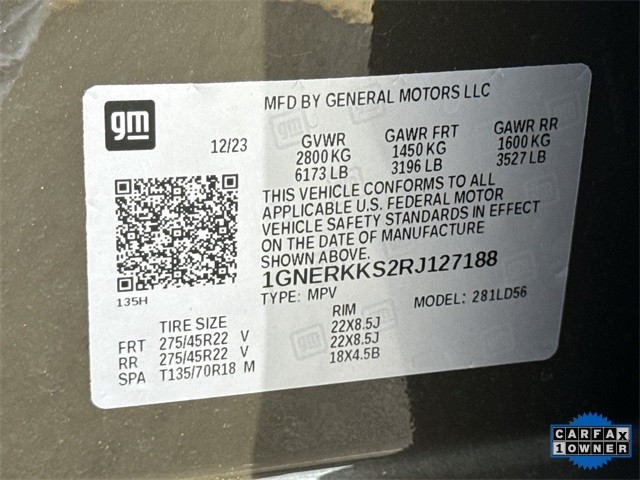 gm
MFD BY GENERAL MOTORS LLC
12/23
GVWR GAWR FRT GAWR RR
2800 KG 1450 KG 1600 KG
6173 LB 3196 LB 3527 LB
THIS VEHICLE CONFORMS TO ALL
APPLICABLE U.S. FEDERAL MOTOR
VEHICLE SAFETY STANDARDS IN EFFECT
ON THE DATE OF MANUFACTURE
SHOWN ABOVE.
1GNERKKS2RJ127188
TYPE: MPV MODEL: 281LD56
135H
TIRE SIZE RIM
FRT 275/45R22 V 22X8.5J
RR 275/45R22 V 22X8.5J
SPA T135/70R18 M 18X4.5B
CARFAX
1 OWNER